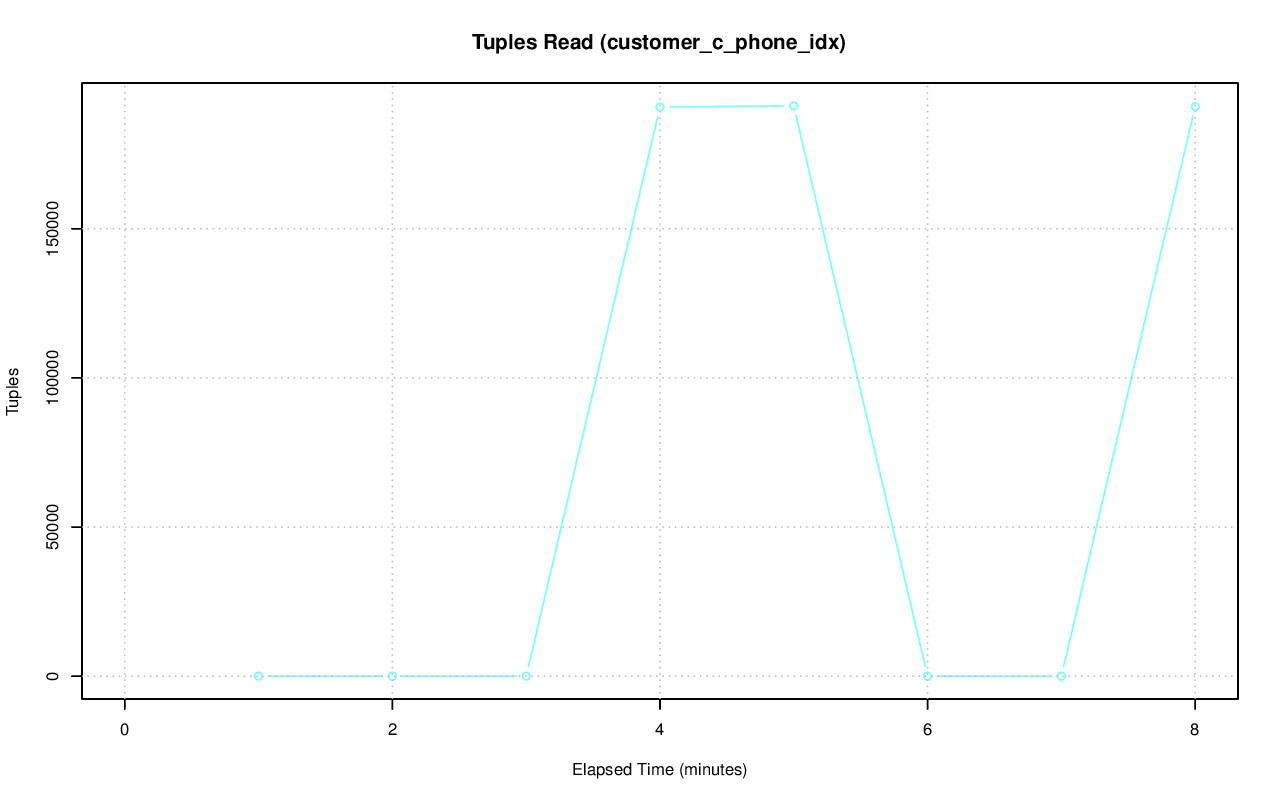 Tuples Read (customer_c_phone_idx)
Tuples
150000
100000
50000
0
0 2 4 6 8
Elapsed Time (minutes)